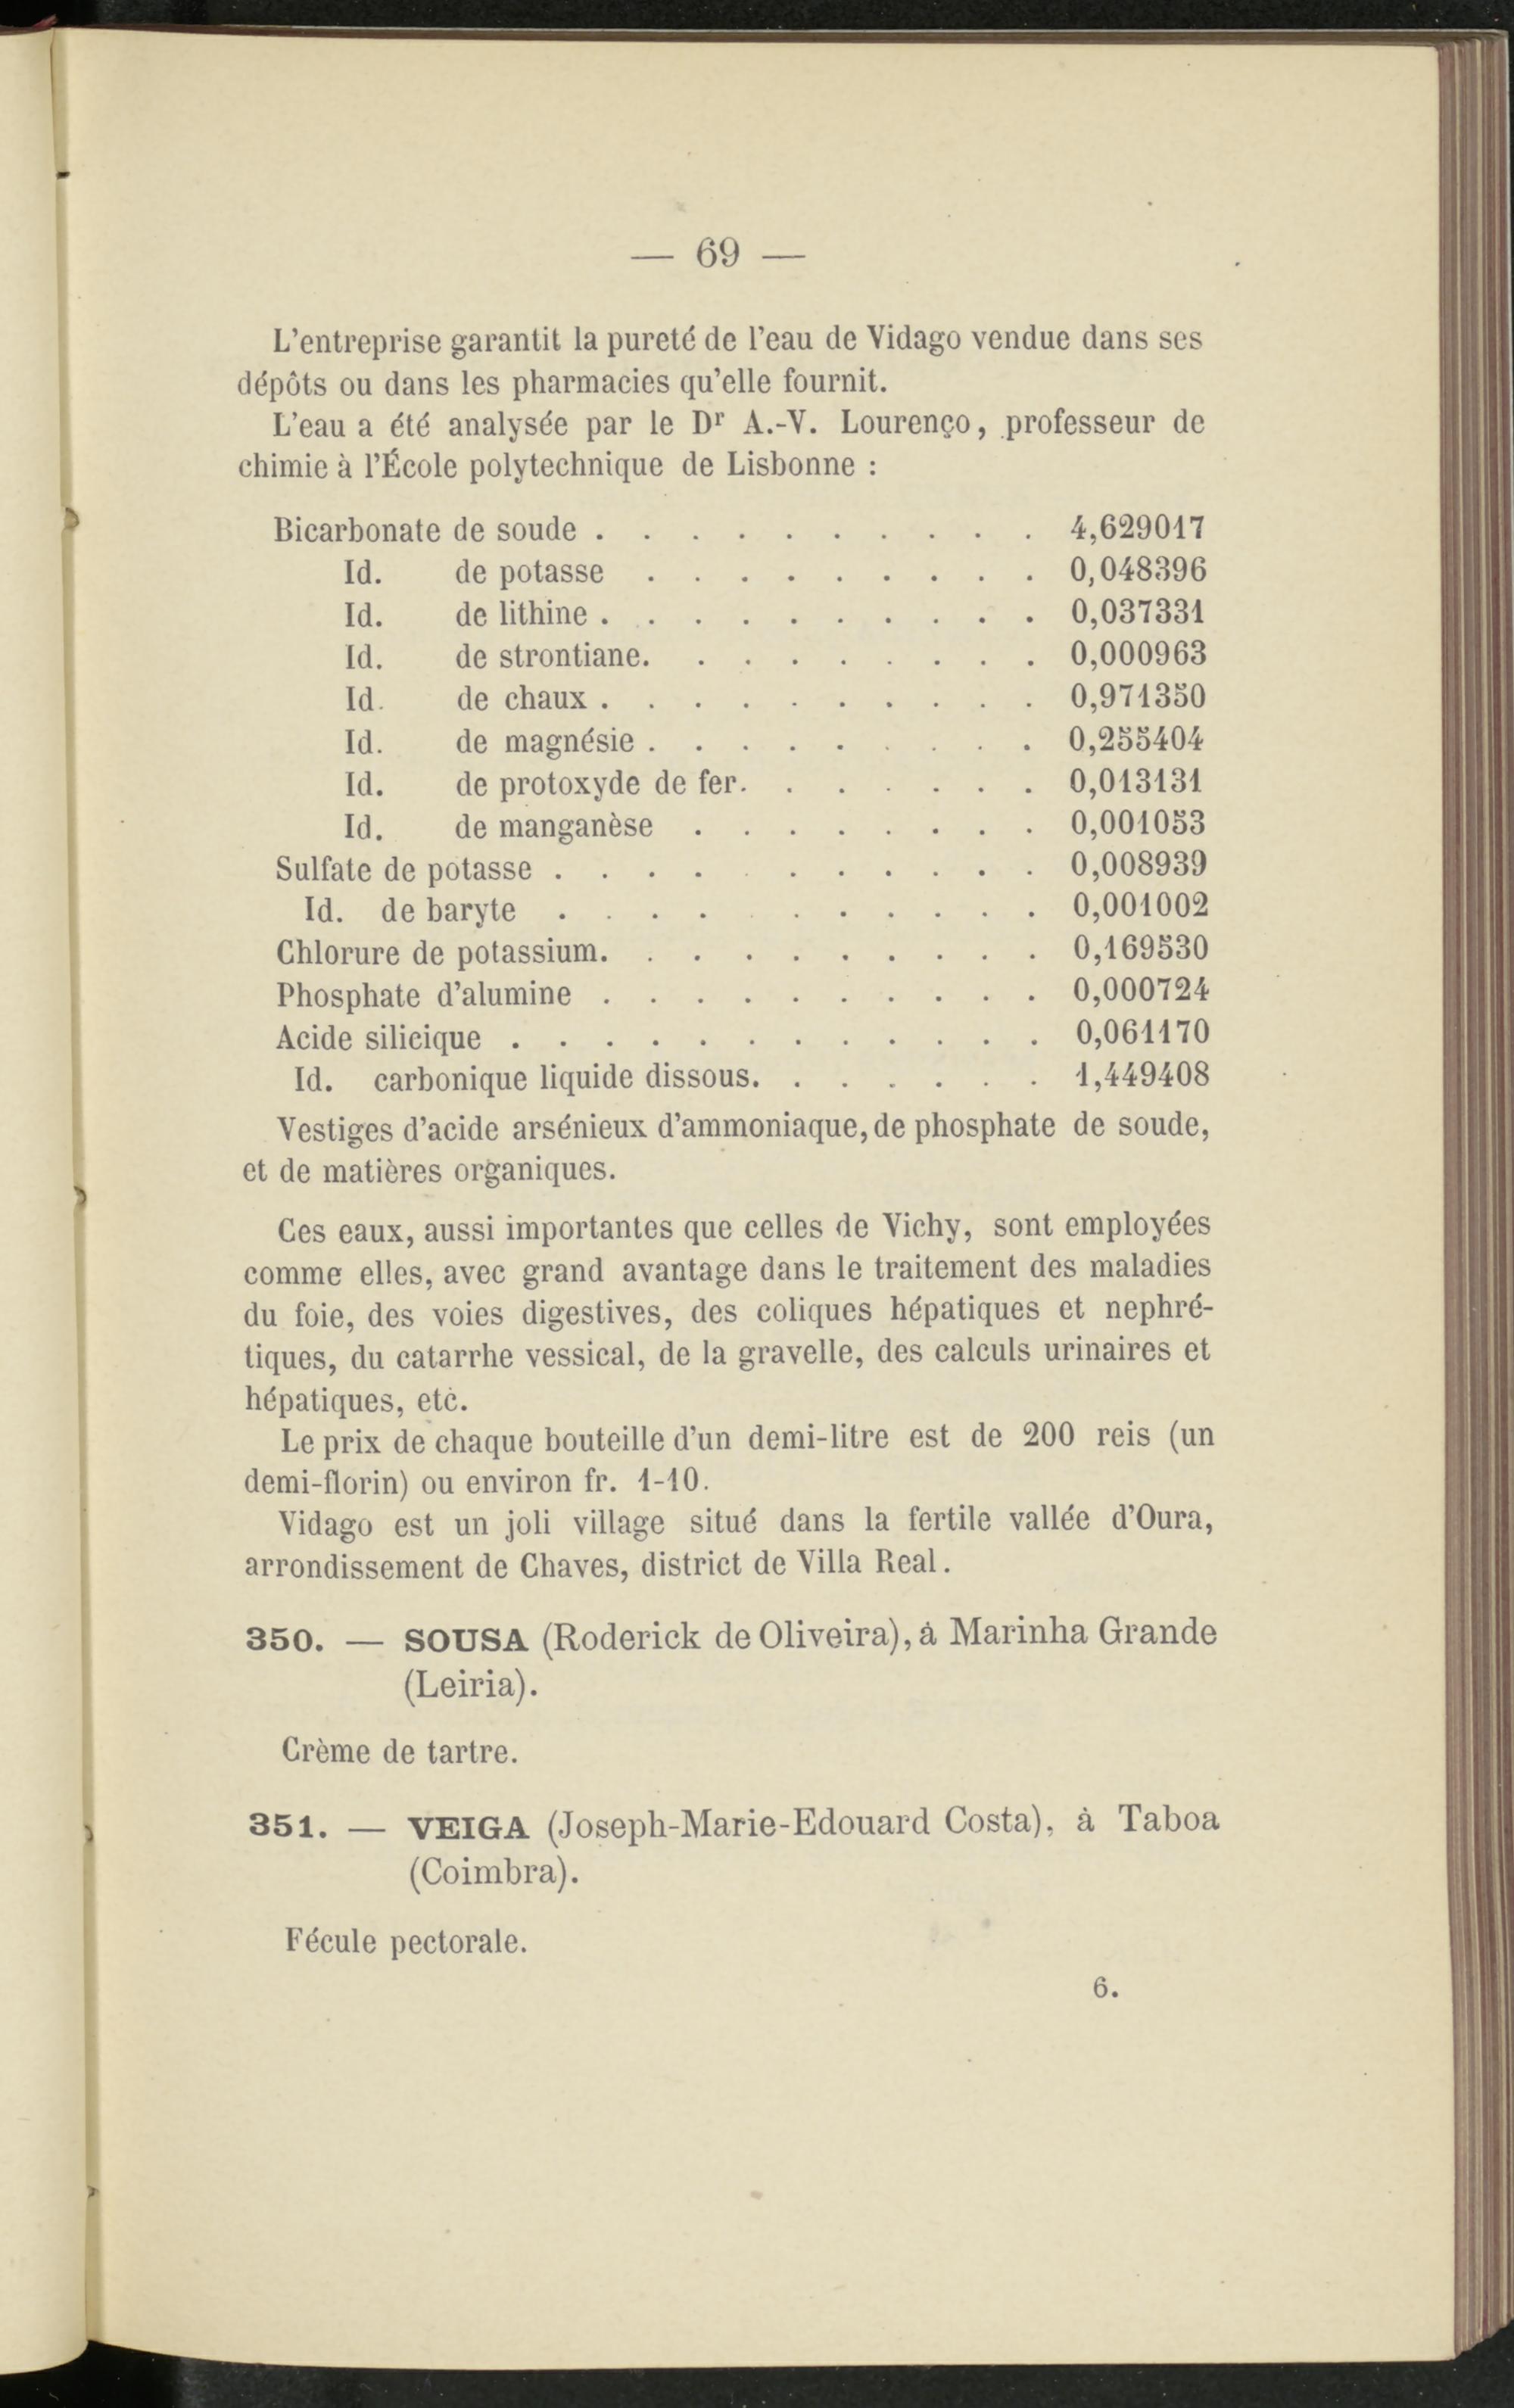 — 69 —
L'entreprise garantit la pureté de l'eau de Vidago vendue dans ses
dépôts ou dans les pharmacies qu'elle fournit.
L'eau a été analysée par le Dr A.-V. Lourenço, professeur de
chimie à l'École polytechnique de Lisbonne :
Bicarbonate de soude . . . . . . . . . . 4,629017
Id. de potasse . . . . . . . . . 0,048396
Id. de lithine . . . . . . . . . . 0,037331
Id. de strontiane. . . . . . . . . 0,000963
Id. de chaux . . . . . . . . . . 0,971350
Id. de magnésie . . . . . . . . . 0,255404
Id. de protoxyde de fer. . . . . . . 0,013131
Id. de manganèse . . . . . . . . 0,001053
Sulfate de potasse . . . . . . . . . . 0,008939
Id. de baryte . . . . . . . . . . 0,001002
Chlorure de potassium. . . . . . . . . . 0,169530
Phosphate d'alumine . . . . . . . . . . 0,000724
Acide silicique . . . . . . . . . . . . 0,061170
Id. carbonique liquide dissous. . . . . . . 1,449408
Vestiges d'acide arsénieux d'ammoniaque, de phosphate de soude,
et de matières organiques.
Ces eaux, aussi importantes que celles de Vichy, sont employées
comme elles, avec grand avantage dans le traitement des maladies
du foie, des voies digestives, des coliques hépatiques et nephré-
tiques, du catarrhe vessical, de la gravelle, des calculs urinaires et
hépatiques, etc.
Le prix de chaque bouteille d'un demi-litre est de 200 reis (un
demi-florin) ou environ fr. 1-10.
Vidago est un joli village situé dans la fertile vallée d'Oura,
arrondissement de Chaves, district de Villa Real.
350. — SOUSA (Roderick de Oliveira), à Marinha Grande
(Leiria).
Crème de tartre.
351. — VEIGA (Joseph-Marie-Edouard Costa), à Taboa
(Coimbra).
Fécule pectorale.
6.